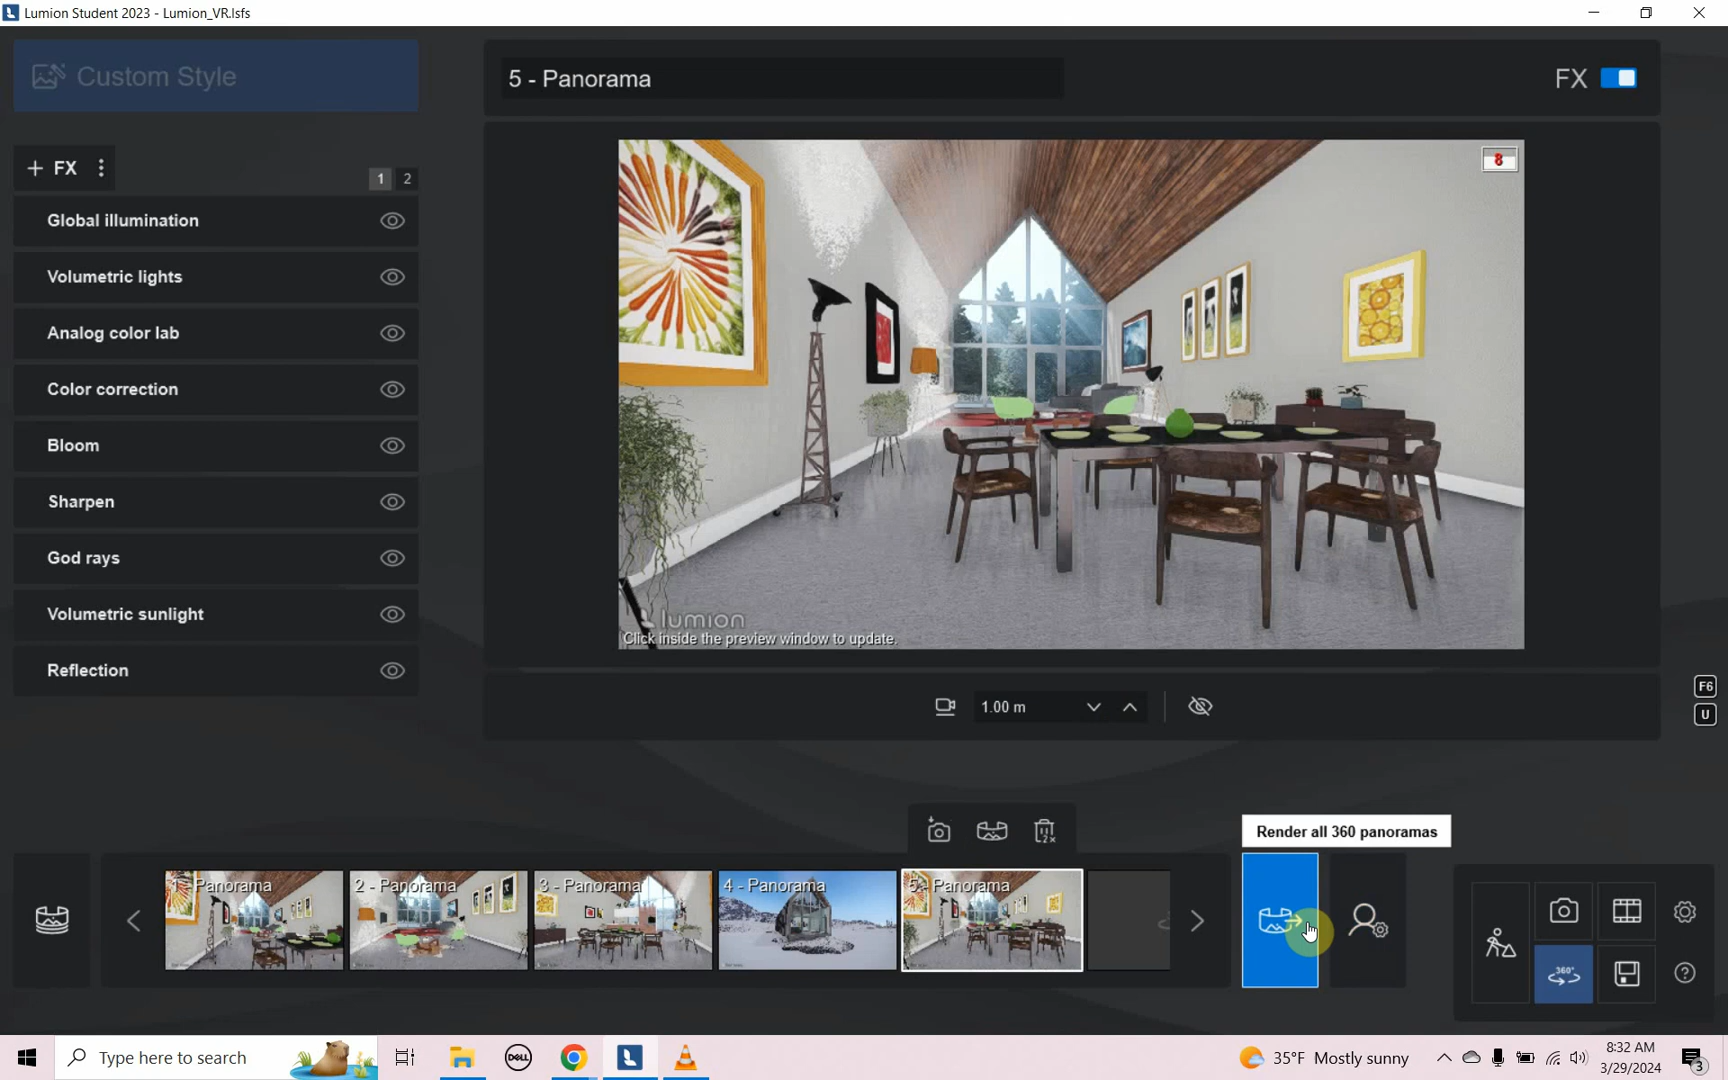 Lumion Student 2023 - Lumion_VR.lsfs
Custom Style
5 - Panorama
FX
+ FX
1 2
Global illumination
Volumetric lights
Analog color lab
Color correction
Bloom
Sharpen
God rays
Volumetric sunlight
Reflection
8
lumion
Click inside the preview window to update.
1.00 m
F6
U
Render all 360 panoramas
1 - Panorama
2 - Panorama
3 - Panorama
4 - Panorama
5 - Panorama
360°
Type here to search
DELL
35°F Mostly sunny
8:32 AM
3/29/2024
3